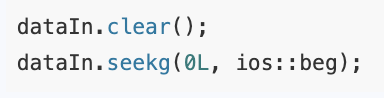 dataIn.clear();
dataIn.seekg(0L, ios::beg);